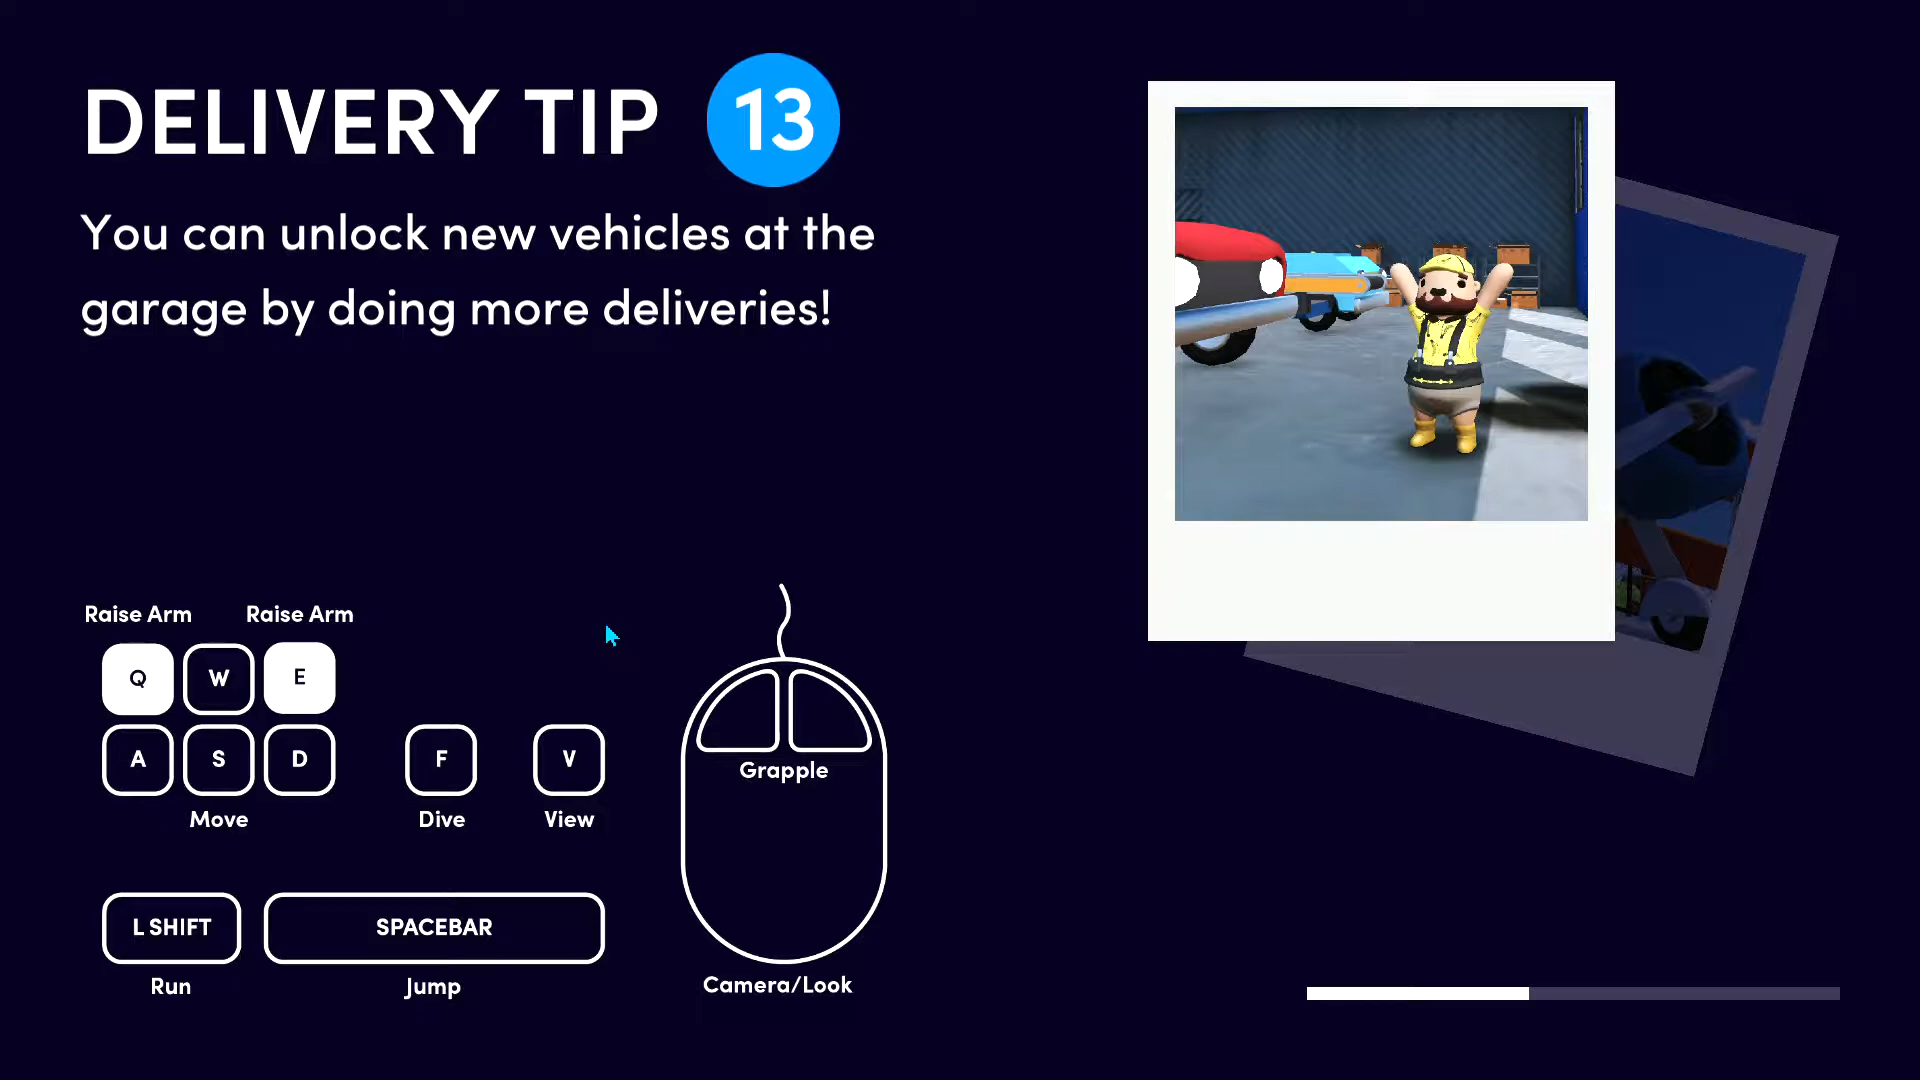 DELIVERY TIP 13
You can unlock new vehicles at the
garage by doing more deliveries!
Raise Arm Raise Arm
Q W E
A S D F V
Move Dive View
Grapple
L SHIFT SPACEBAR
Run Jump Camera/Look